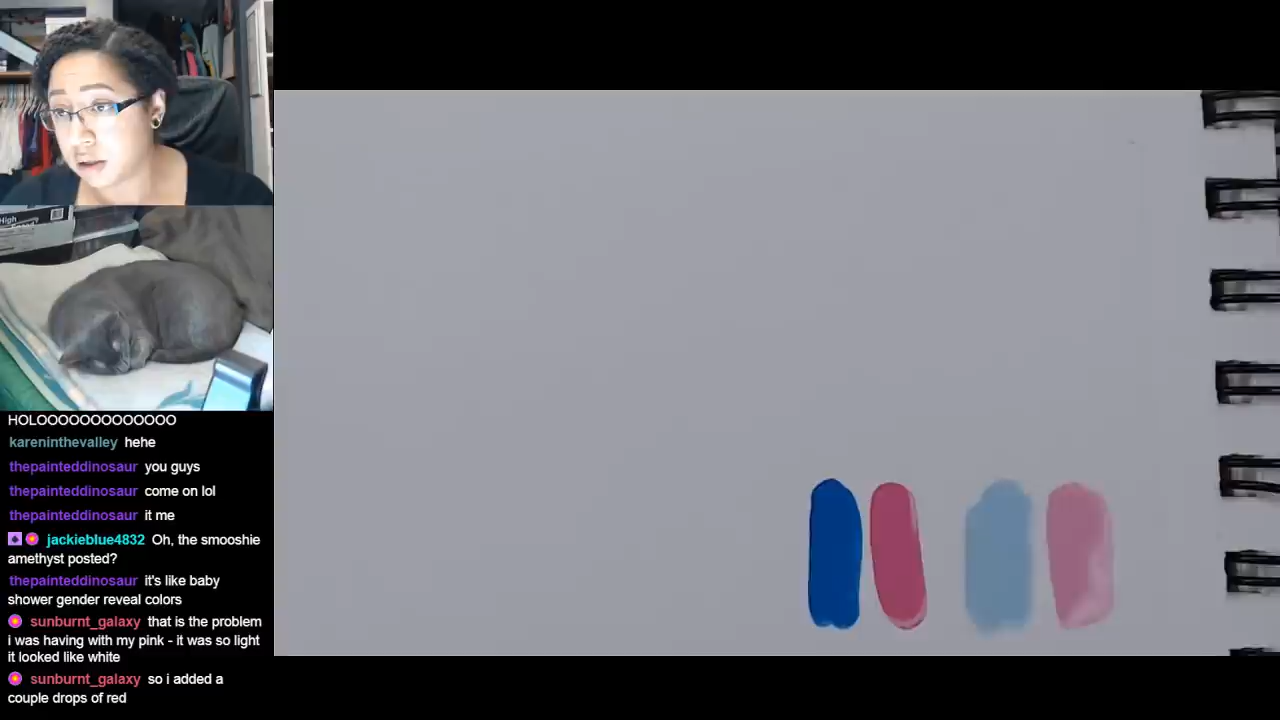 High
HOLOOOOOOOOOOOOO
kareninthevalley hehe
thepainteddinosaur you guys
thepainteddinosaur come on lol
thepainteddinosaur it me
jackieblue4832 Oh, the smooshie
amethyst posted?
thepainteddinosaur it's like baby
shower gender reveal colors
sunburnt_galaxy that is the problem
i was having with my pink - it was so light
it looked like white
sunburnt_galaxy so i added a
couple drops of red